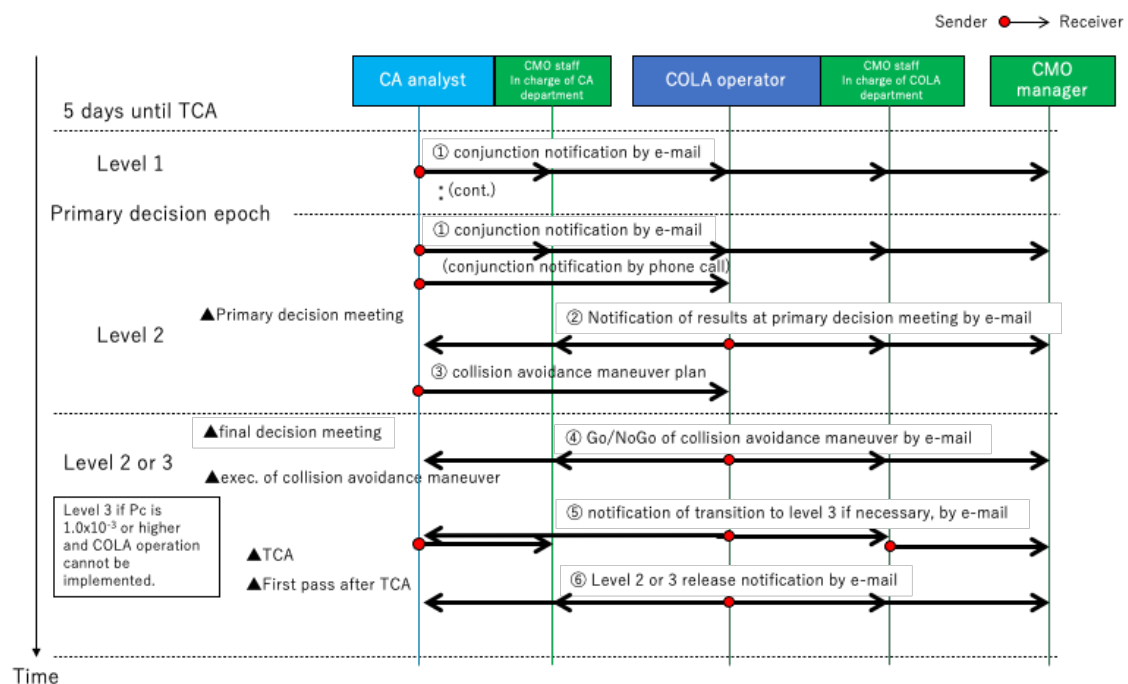 Sender
Receiver
CA analyst
CMO staff
In charge of CA
department
COLA operator
CMO staff
In charge of COLA
department
CMO
manager
5 days until TCA
Level 1
① conjunction notification by e-mail
:(cont.)
Primary decision epoch
① conjunction notification by e-mail
(conjunction notification by phone call)
▲Primary decision meeting
② Notification of results at primary decision meeting by e-mail
Level 2
③ collision avoidance maneuver plan
▲final decision meeting
④ Go/NoGo of collision avoidance maneuver by e-mail
Level 2 or 3
▲exec. of collision avoidance maneuver
Level 3 if Pc is
1.0x10⁻³ or higher
and COLA operation
cannot be
implemented.
⑤ notification of transition to level 3 if necessary, by e-mail
▲TCA
▲First pass after TCA
⑥ Level 2 or 3 release notification by e-mail
Time